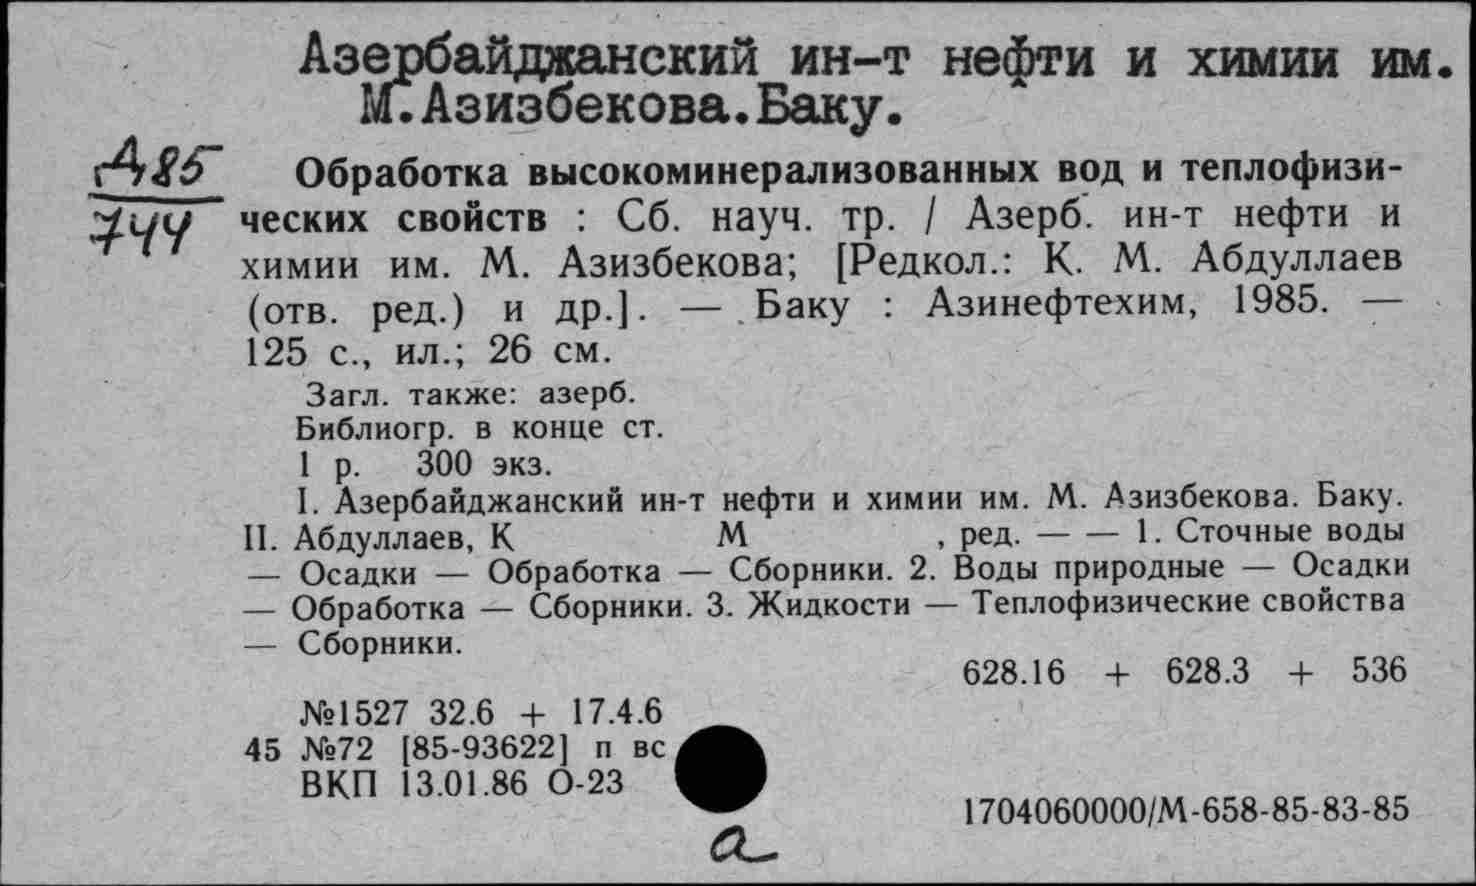 Азербайджанский ин-т нефти и химии им.
М.Азизбекова.Баку.
А85
744
Обработка высокоминерализованных вод и теплофизи-
ческих свойств : Сб. науч. тр. / Азерб. ин-т нефти и
химии им. М. Азизбекова; [Редкол.: К. М. Абдуллаев
(отв. ред.) и др.]. — Баку : Азинефтехим, 1985. —
125 с., ил.; 26 см.
Загл. также: азерб.
Библиогр. в конце ст.
1 р. 300 экз.
I. Азербайджанский ин-т нефти и химии им. М. Азизбекова. Баку.
II. Абдуллаев, К М , ред. — — 1. Сточные воды
— Осадки — Обработка — Сборники. 2. Воды природные — Осадки
— Обработка — Сборники. 3. Жидкости — Теплофизические свойства
— Сборники.
628.16 + 628.3 + 536
№1527 32.6 + 17.4.6
45 №72 [85-93622] п вс
ВКП 13.01.86 О-23
1704060000/М-658-85-83-85
а